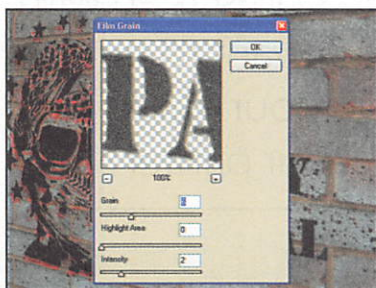 Film Grain
OK
Cancel
PA
100%
Grain
Highlight Area 0
Intensity 2